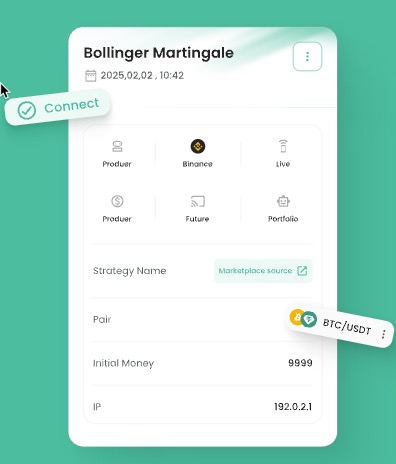 Bollinger Martingale
2025,02,02 , 10:42
Connect
Produer Binance Live
Produer Future Portfolio
Strategy Name Marketplace source
Pair BTC/USDT
Initial Money 9999
IP 192.0.2.1